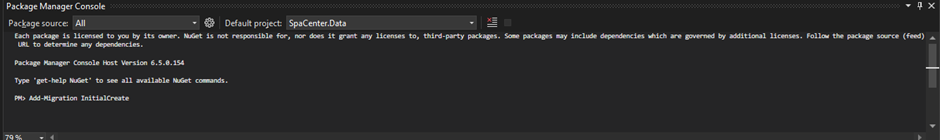 Package Manager Console
Package source: All Default project: SpaCenter.Data
Each package is licensed to you by its owner. NuGet is not responsible for, nor does it grant any licenses to, third-party packages. Some packages may include dependencies which are governed by additional licenses. Follow the package source (feed)
URL to determine any dependencies.
Package Manager Console Host Version 6.5.0.154
Type 'get-help NuGet' to see all available NuGet commands.
PM> Add-Migration InitialCreate
79 %